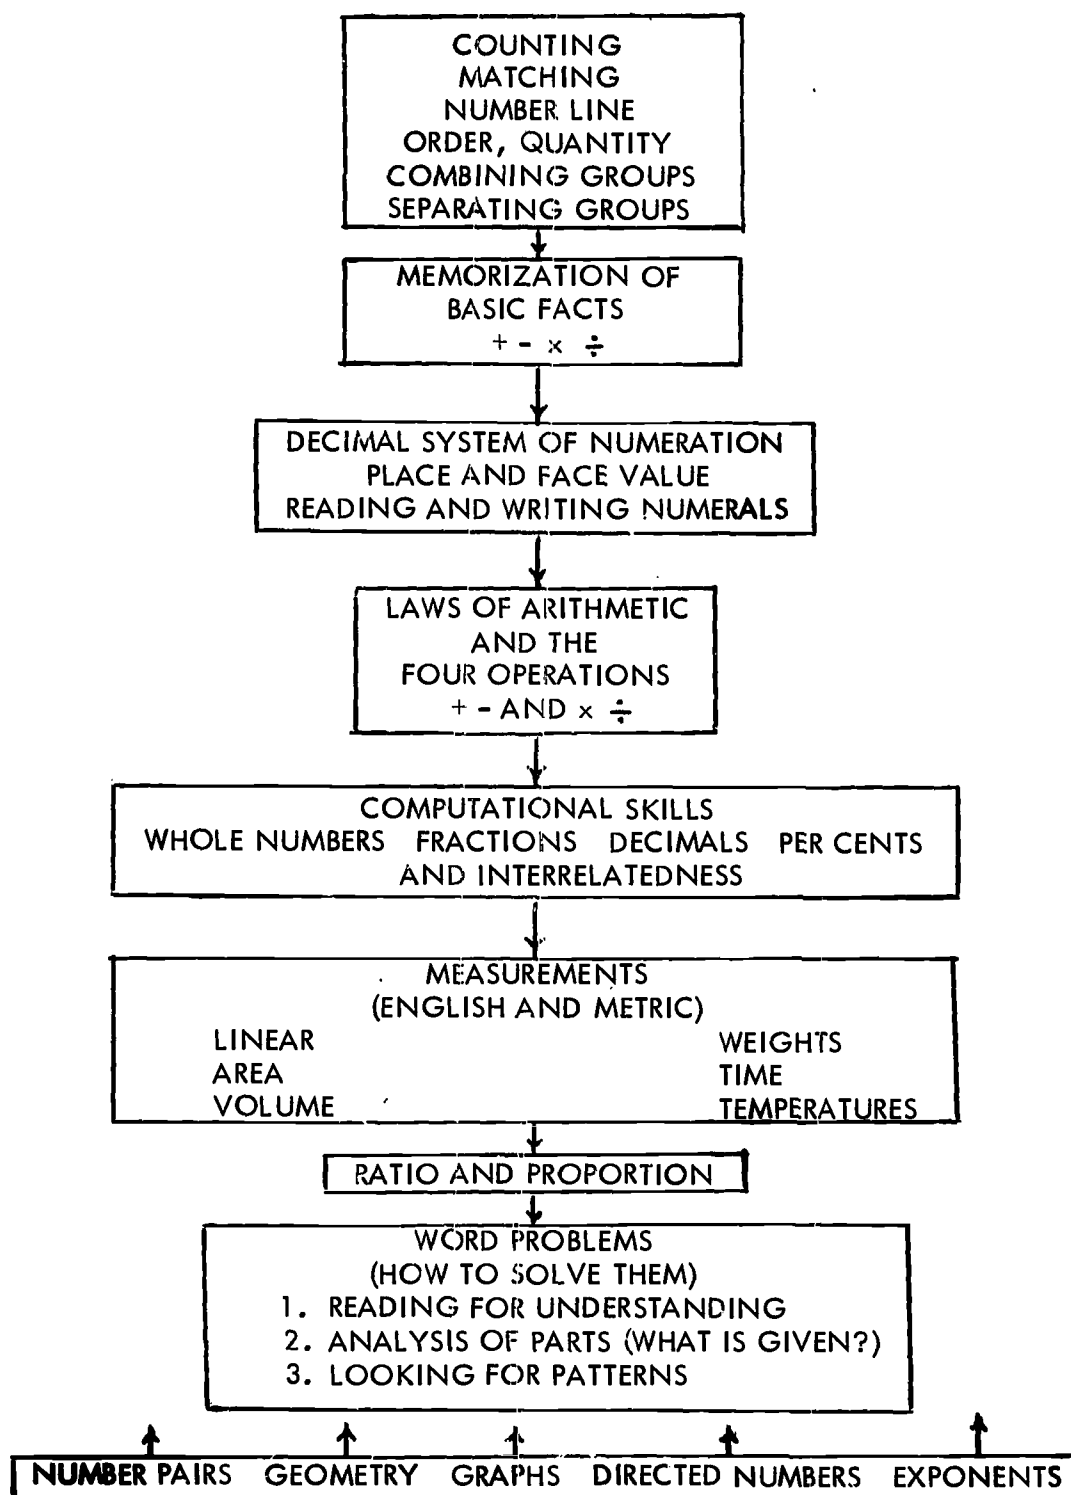 COUNTING
MATCHING
NUMBER LINE
ORDER, QUANTITY
COMBINING GROUPS
SEPARATING GROUPS
MEMORIZATION OF
BASIC FACTS
+ - × ÷
DECIMAL SYSTEM OF NUMERATION
PLACE AND FACE VALUE
READING AND WRITING NUMERALS
LAWS OF ARITHMETIC
AND THE
FOUR OPERATIONS
+ - AND × ÷
COMPUTATIONAL SKILLS
WHOLE NUMBERS FRACTIONS DECIMALS PER CENTS
AND INTERRELATEDNESS
MEASUREMENTS
(ENGLISH AND METRIC)
LINEAR
AREA
VOLUME
WEIGHTS
TIME
TEMPERATURES
RATIO AND PROPORTION
WORD PROBLEMS
(HOW TO SOLVE THEM)
1. READING FOR UNDERSTANDING
2. ANALYSIS OF PARTS (WHAT IS GIVEN?)
3. LOOKING FOR PATTERNS
NUMBER PAIRS GEOMETRY GRAPHS DIRECTED NUMBERS EXPONENTS